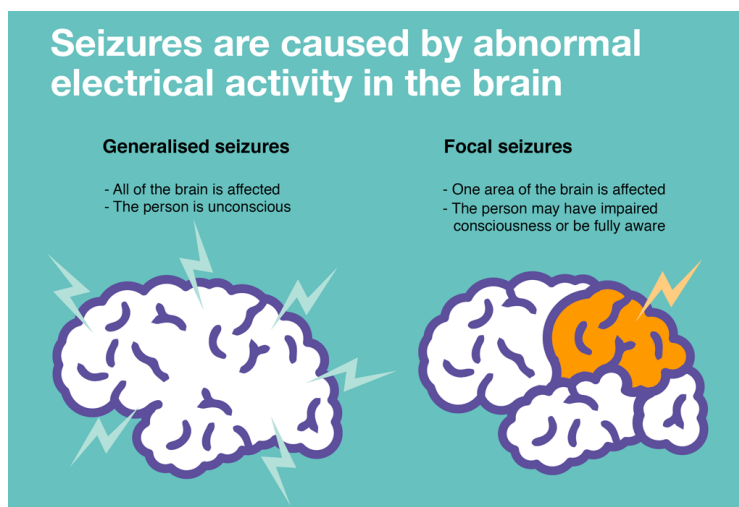 Seizures are caused by abnormal
electrical activity in the brain
Generalised seizures
- All of the brain is affected
- The person is unconscious
Focal seizures
- One area of the brain is affected
- The person may have impaired
consciousness or be fully aware